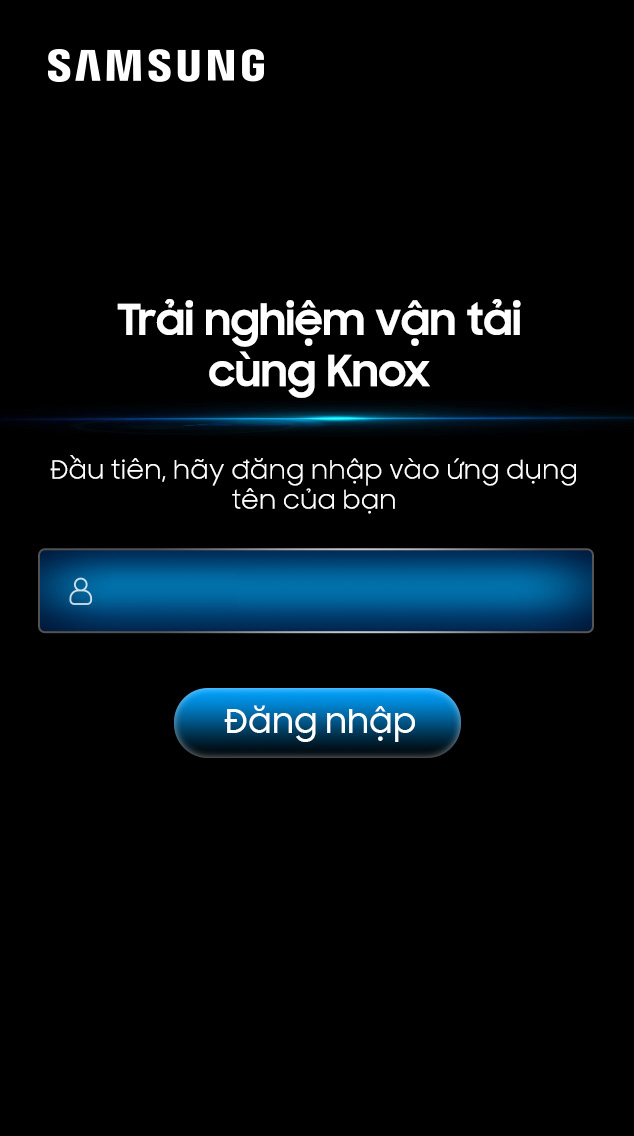 SAMSUNG
Trải nghiệm vận tải
cùng Knox
Đầu tiên, hãy đăng nhập vào ứng dụng
tên của bạn
Đăng nhập